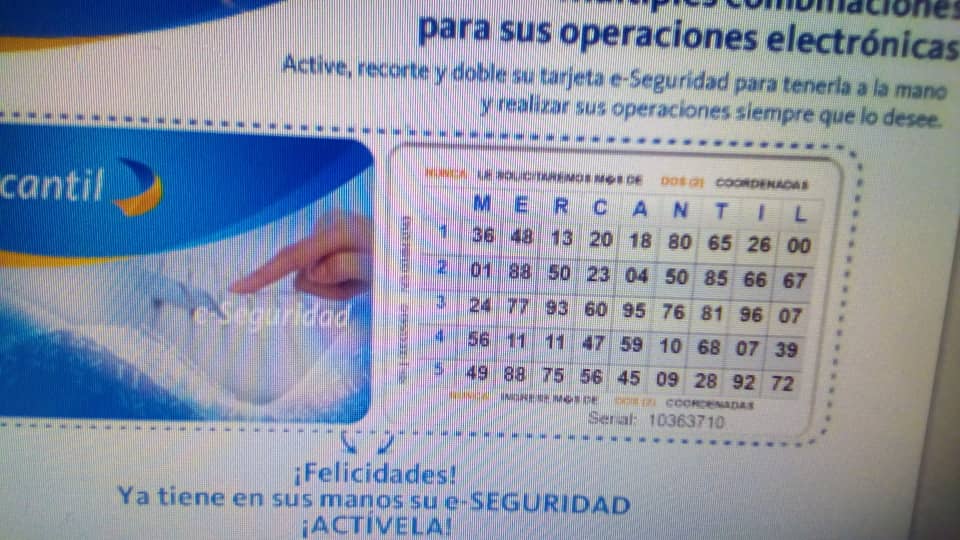 combinaciones
para sus operaciones electrónicas
Active, recorte y doble su tarjeta e-Seguridad para tenerla a la mano
y realizar sus operaciones siempre que lo desee.
cantil
e-Seguridad
NUNCA LE SOLICITAREMOS M�S DE DOS (2) COORDENADAS
M E R C A N T I L
1 36 48 13 20 18 80 65 26 00
2 01 88 50 23 04 50 85 66 67
3 24 77 93 60 95 76 81 96 07
4 56 11 11 47 59 10 68 07 39
5 49 88 75 56 45 09 28 92 72
NUNCA INGRESE M�S DE DOS (2) COORDENADAS
Serial: 10363710
¡Felicidades!
Ya tiene en sus manos su e-SEGURIDAD
¡ACTÍVELA!